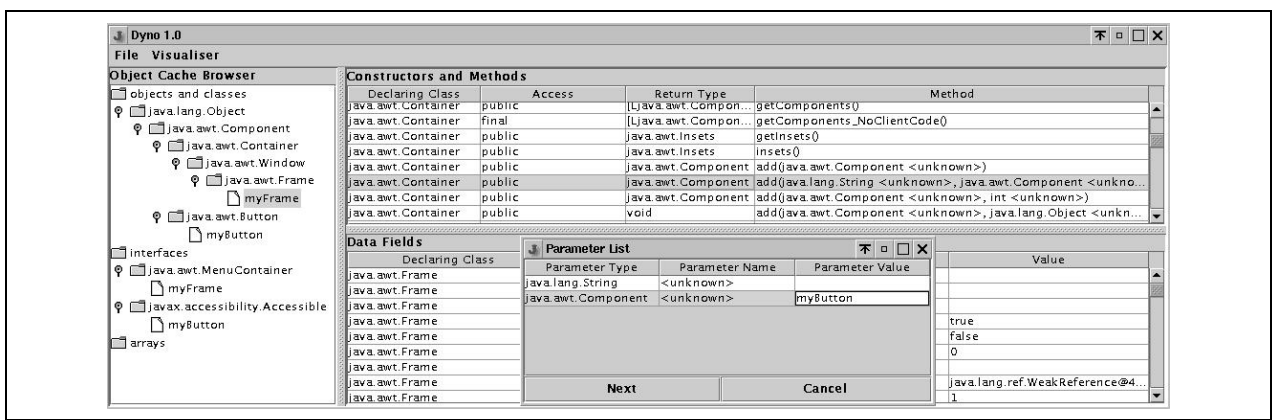 Dyno 1.0
File Visualiser
Object Cache Browser
objects and classes
java.lang.Object
java.awt.Component
java.awt.Container
java.awt.Window
java.awt.Frame
myFrame
java.awt.Button
myButton
interfaces
java.awt.MenuContainer
myFrame
javax.accessibility.Accessible
myButton
arrays
Constructors and Methods
Declaring Class Access Return Type Method
java.awt.Container public [Ljava.awt.Compon... getComponents()
java.awt.Container final [Ljava.awt.Compon... getComponents_NoClientCode()
java.awt.Container public java.awt.Insets getInsets()
java.awt.Container public java.awt.Insets insets()
java.awt.Container public java.awt.Component add(java.awt.Component <unknown>)
java.awt.Container public java.awt.Component add(java.lang.String <unknown>, java.awt.Component <unkno...
java.awt.Container public java.awt.Component add(java.awt.Component <unknown>, int <unknown>)
java.awt.Container public void add(java.awt.Component <unknown>, java.lang.Object <unkn...
Data Fields
Declaring Class Value
java.awt.Frame
java.awt.Frame
java.awt.Frame
java.awt.Frame true
java.awt.Frame false
java.awt.Frame 0
java.awt.Frame
java.awt.Frame java.lang.ref.WeakReference@4...
java.awt.Frame 1
Parameter List
Parameter Type Parameter Name Parameter Value
java.lang.String <unknown>
java.awt.Component <unknown> myButton
Next Cancel